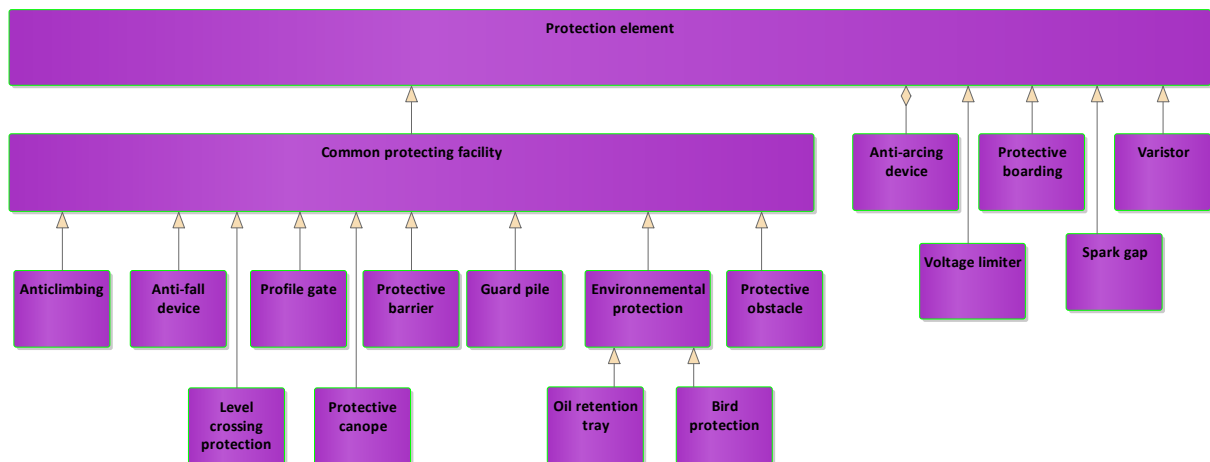 Protection element
Common protecting facility
Anti-arcing
device
Protective
boarding
Varistor
Voltage limiter
Spark gap
Anticlimbing
Anti-fall
device
Profile gate
Protective
barrier
Guard pile
Environnemental
protection
Protective
obstacle
Level
crossing
protection
Protective
canope
Oil retention
tray
Bird
protection